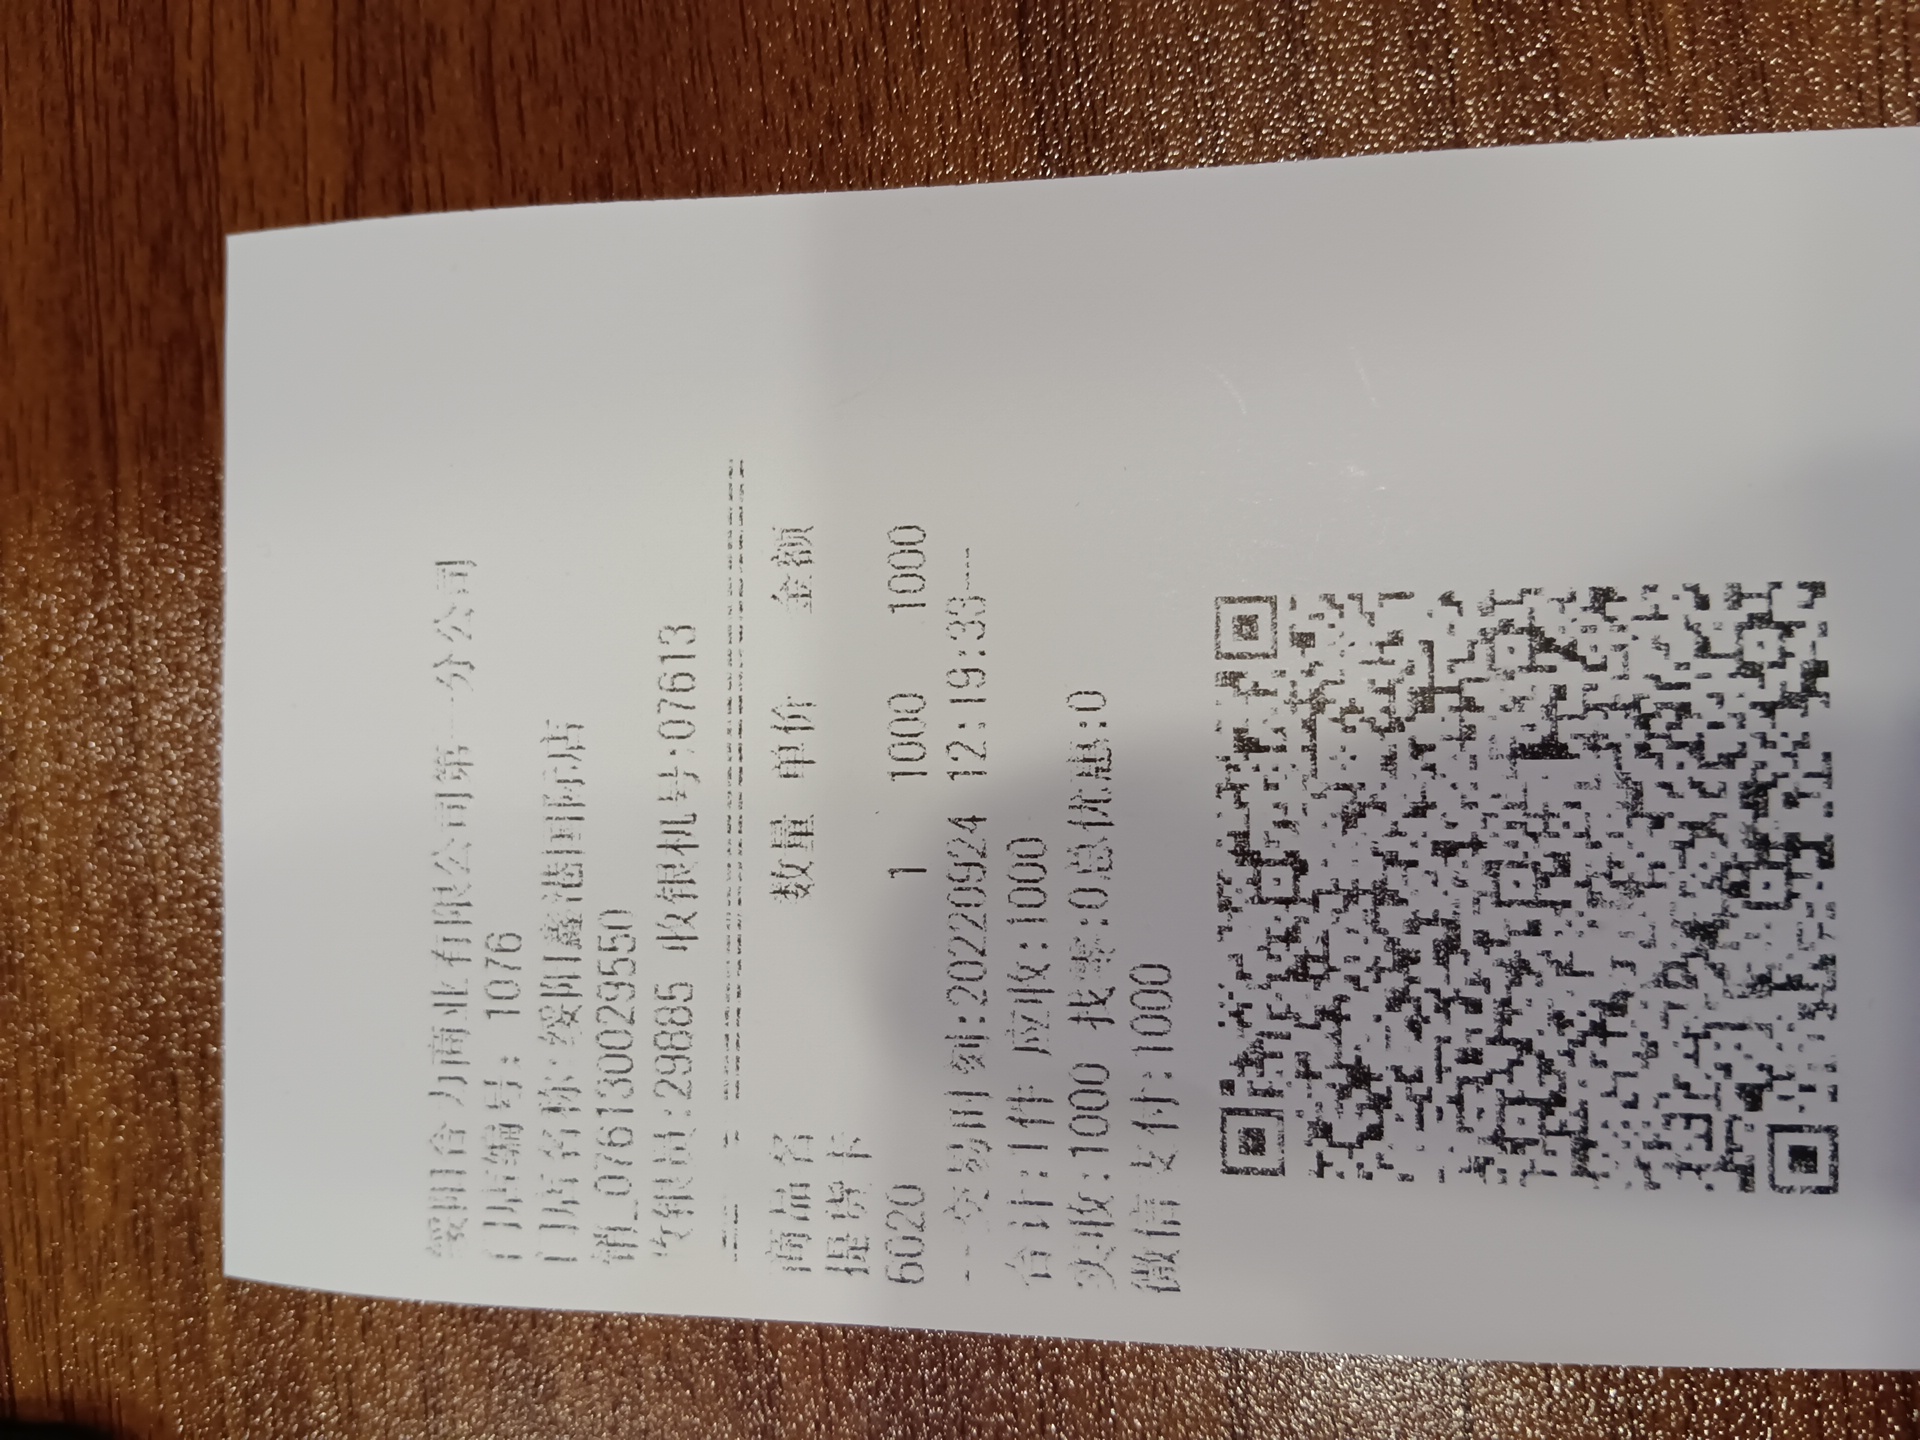 绥阳合力商业有限公司第一分公司
门店编号: 1076
门店名称:绥阳鑫港国际店
销_0761300029550
收银员:29885 收银机号:07613
商品名 数量 单价 金额
提货卡
6020 1 1000 1000
--交易时刻:20220924 12:19:33---
合计:1件 应收:1000
实收:1000 找零:0总优惠:0
微信支付:1000